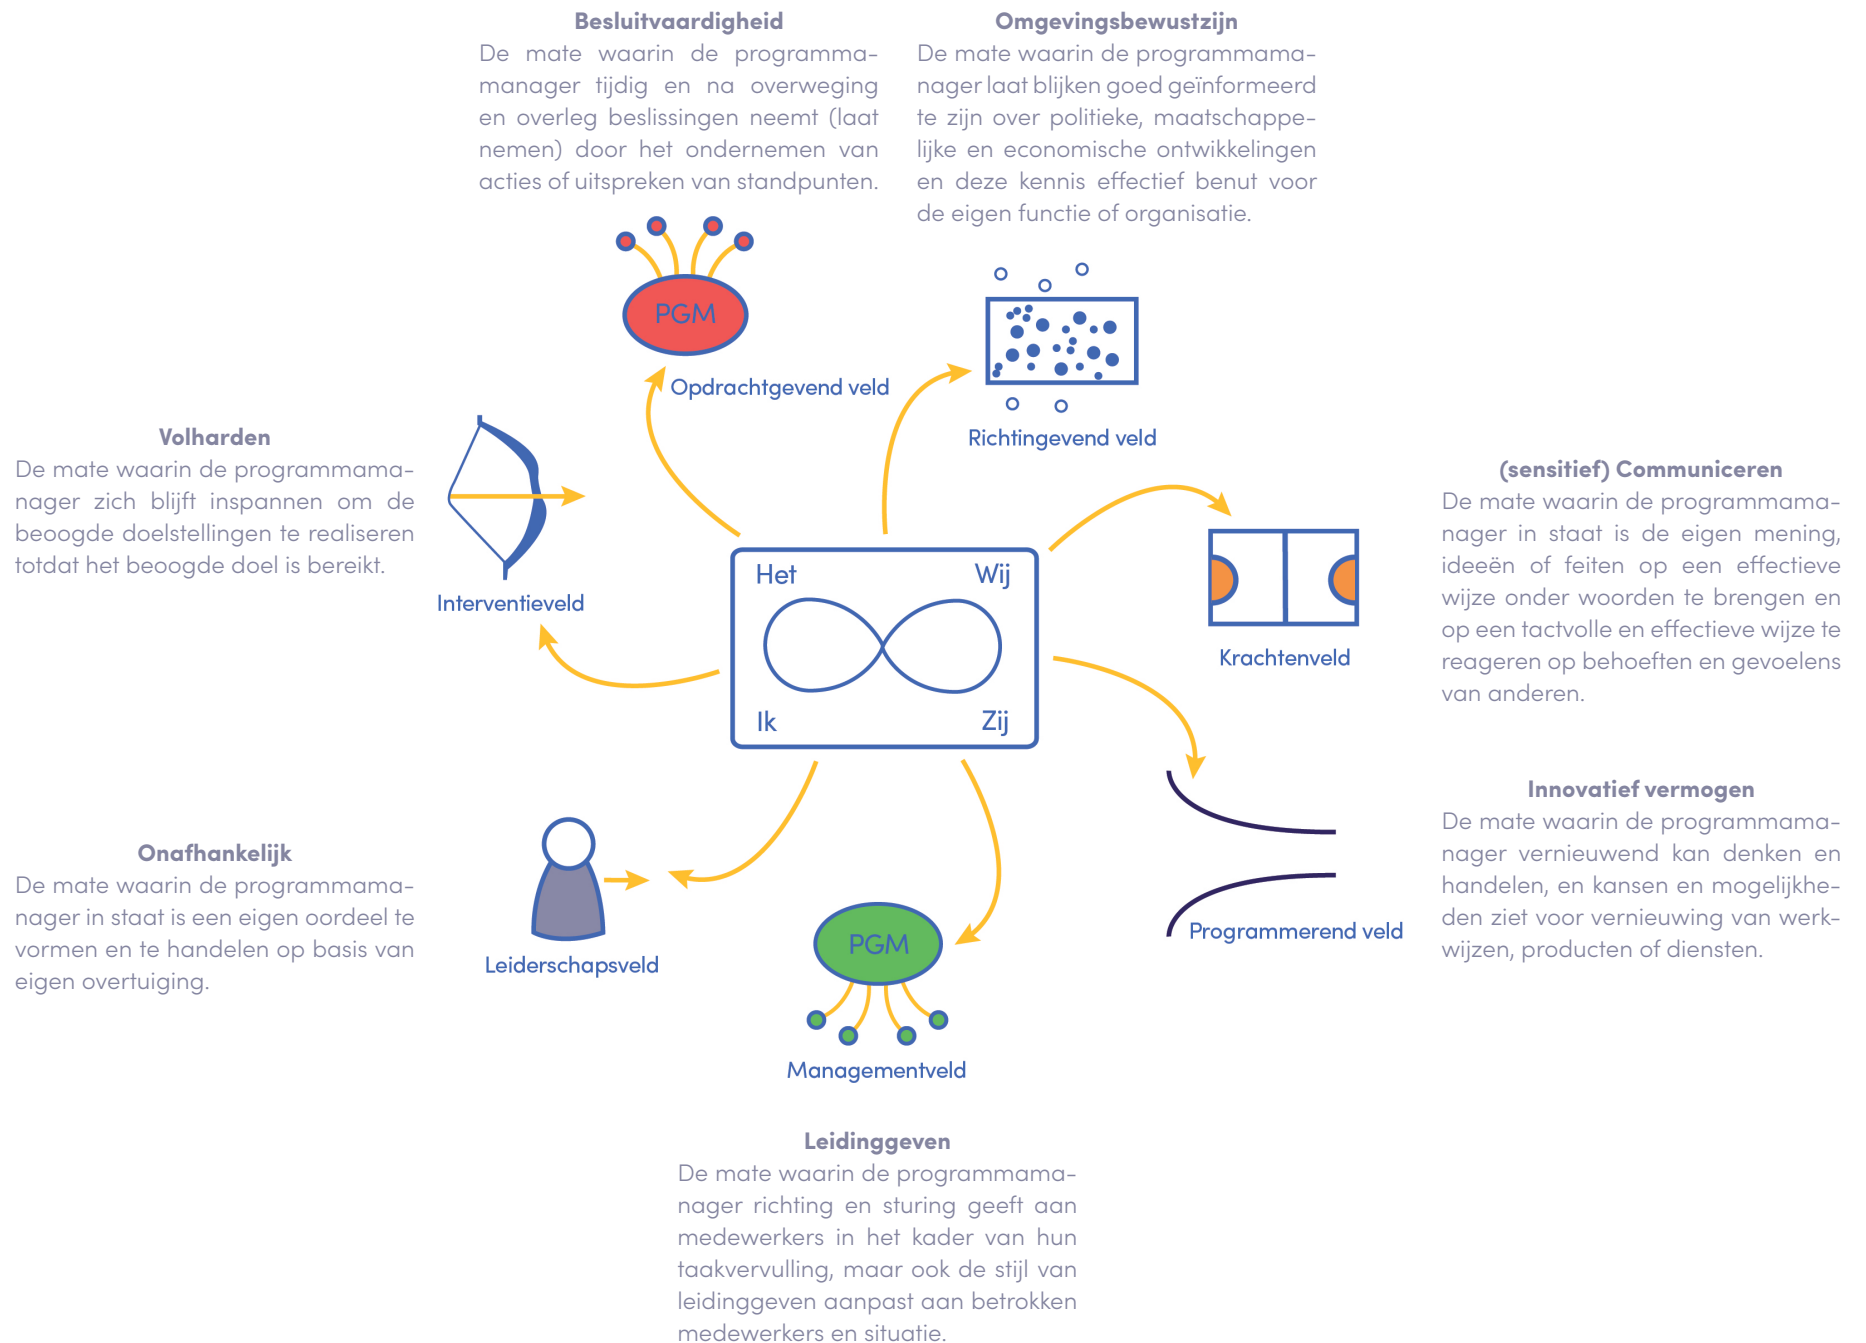 Besluitvaardigheid
De mate waarin de programma-
manager tijdig en na overweging
en overleg beslissingen neemt (laat
nemen) door het ondernemen van
acties of uitspreken van standpunten.
Omgevingsbewustzijn
De mate waarin de programmama-
nager laat blijken goed geïnformeerd
te zijn over politieke, maatschappe-
lijke en economische ontwikkelingen
en deze kennis effectief benut voor
de eigen functie of organisatie.
PGM
Opdrachtgevend veld
Richtingevend veld
Volharden
De mate waarin de programmama-
nager zich blijft inspannen om de
beoogde doelstellingen te realiseren
totdat het beoogde doel is bereikt.
Interventieveld
(sensitief) Communiceren
De mate waarin de programmama-
nager in staat is de eigen mening,
ideeën of feiten op een effectieve
wijze onder woorden te brengen en
op een tactvolle en effectieve wijze te
reageren op behoeften en gevoelens
van anderen.
Krachtenveld
Het
Wij
Ik
Zij
Innovatief vermogen
De mate waarin de programmama-
nager vernieuwend kan denken en
handelen, en kansen en mogelijkhe-
den ziet voor vernieuwing van werk-
wijzen, producten of diensten.
Programmerend veld
Onafhankelijk
De mate waarin de programmama-
nager in staat is een eigen oordeel te
vormen en te handelen op basis van
eigen overtuiging.
Leiderschapsveld
PGM
Managementveld
Leidinggeven
De mate waarin de programmama-
nager richting en sturing geeft aan
medewerkers in het kader van hun
taakvervulling, maar ook de stijl van
leidinggeven aanpast aan betrokken
medewerkers en situatie.